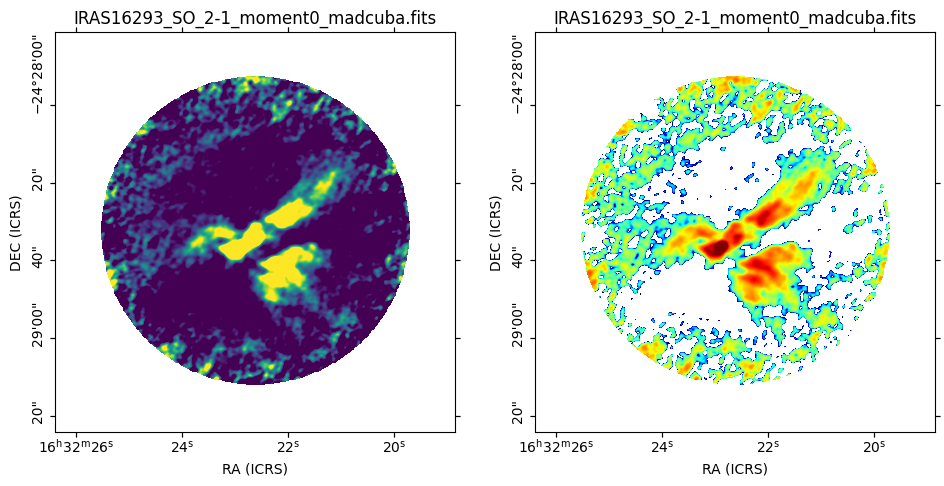 IRAS16293_SO_2-1_moment0_madcuba.fits
−24°28'00"
20"
40"
29'00"
20"
DEC (ICRS)
16ʰ32ᵐ26ˢ 24ˢ 22ˢ 20ˢ
RA (ICRS)
IRAS16293_SO_2-1_moment0_madcuba.fits
−24°28'00"
20"
40"
29'00"
20"
DEC (ICRS)
16ʰ32ᵐ26ˢ 24ˢ 22ˢ 20ˢ
RA (ICRS)